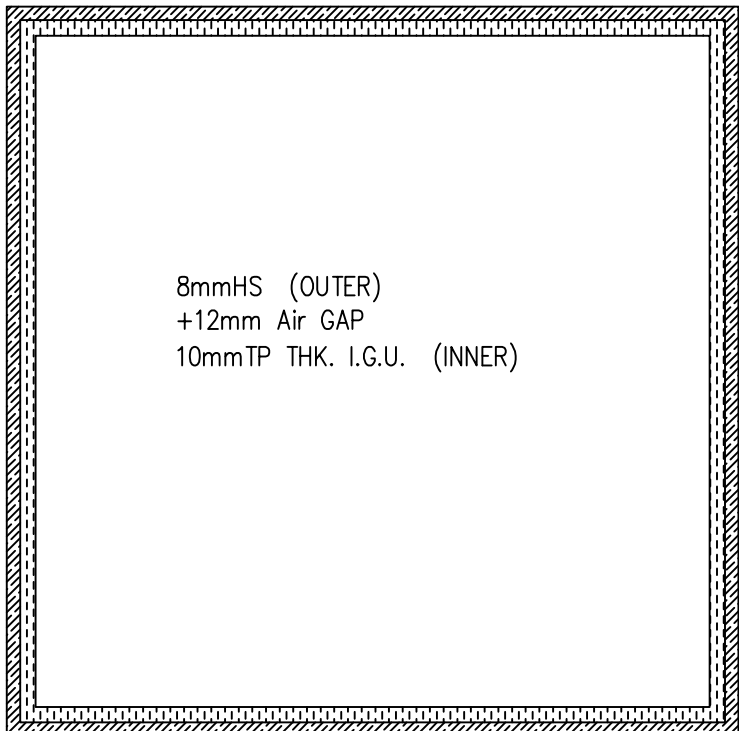 8mmHS (OUTER)
+12mm Air GAP
10mmTP THK. I.G.U. (INNER)